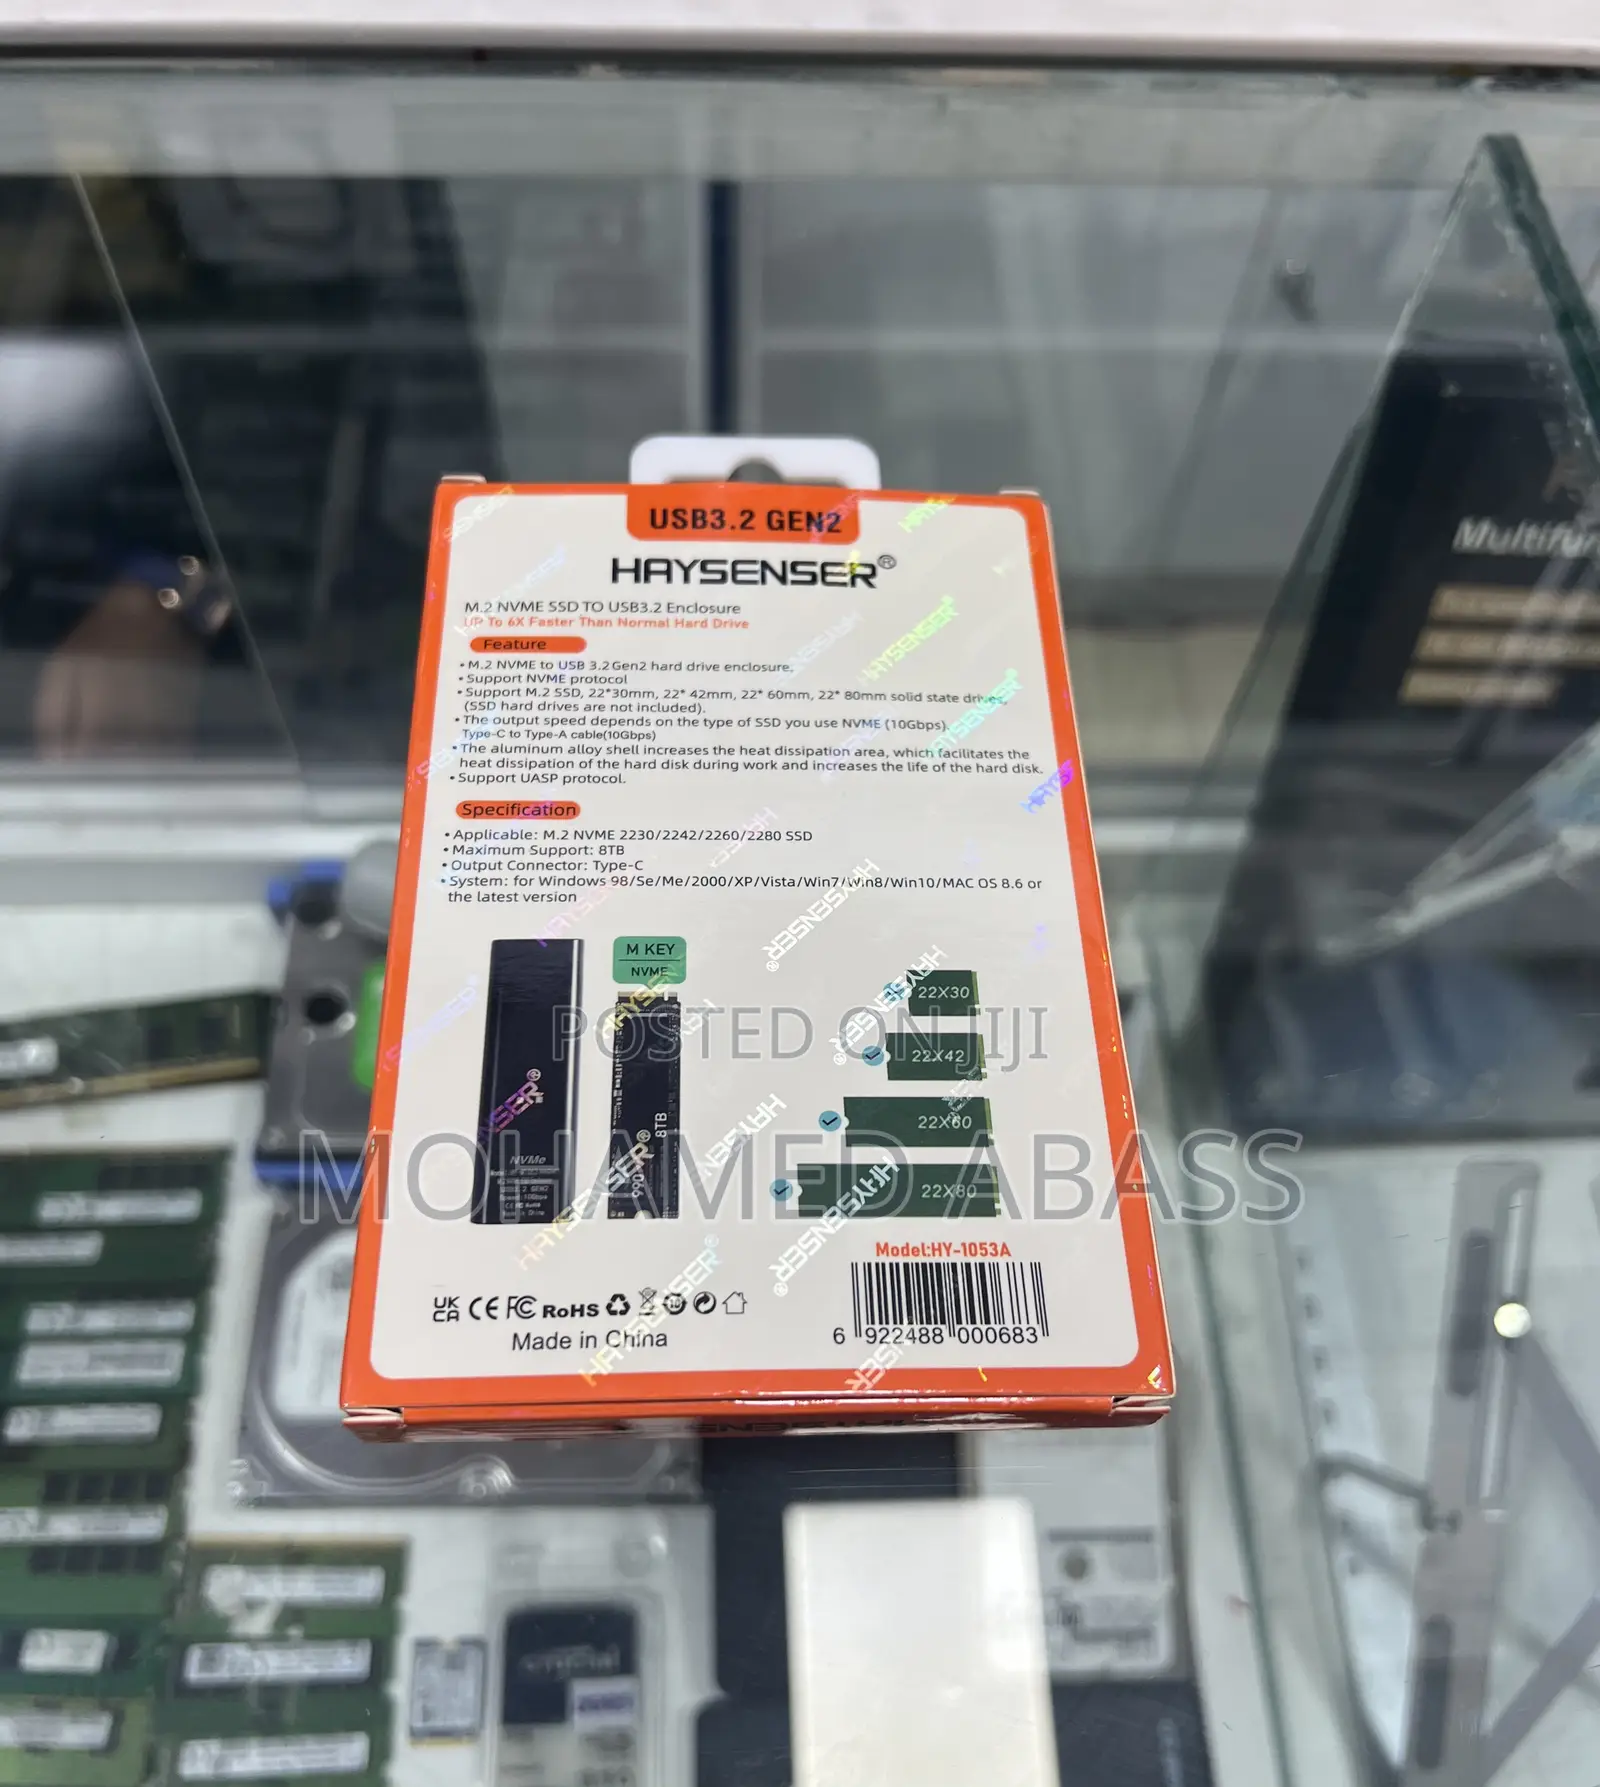 USB3.2 GEN2
HAYSENSER®
M.2 NVME SSD TO USB3.2 Enclosure
UP To 6X Faster Than Normal Hard Drive
Feature
• M.2 NVME to USB 3.2Gen2 hard drive enclosure.
• Support NVME protocol
• Support M.2 SSD, 22*30mm, 22* 42mm, 22* 60mm, 22* 80mm solid state drives,
(SSD hard drives are not included).
• The output speed depends on the type of SSD you use NVME (10Gbps).
Type-C to Type-A cable(10Gbps)
• The aluminum alloy shell increases the heat dissipation area, which facilitates the
heat dissipation of the hard disk during work and increases the life of the hard disk.
• Support UASP protocol.
Specification
• Applicable: M.2 NVME 2230/2242/2260/2280 SSD
• Maximum Support: 8TB
• Output Connector: Type-C
• System: for Windows 98/Se/Me/2000/XP/Vista/Win7/Win8/Win10/MAC OS 8.6 or
the latest version
M KEY
NVME
22X30
POSTED ON JIJI
22X42
22X60
8TB
990
NVMe
MOHAMED ABASS
22X80
Model:HY-1053A
UK CA CE FC RoHS
Made in China
6 922488 000683
Multifun